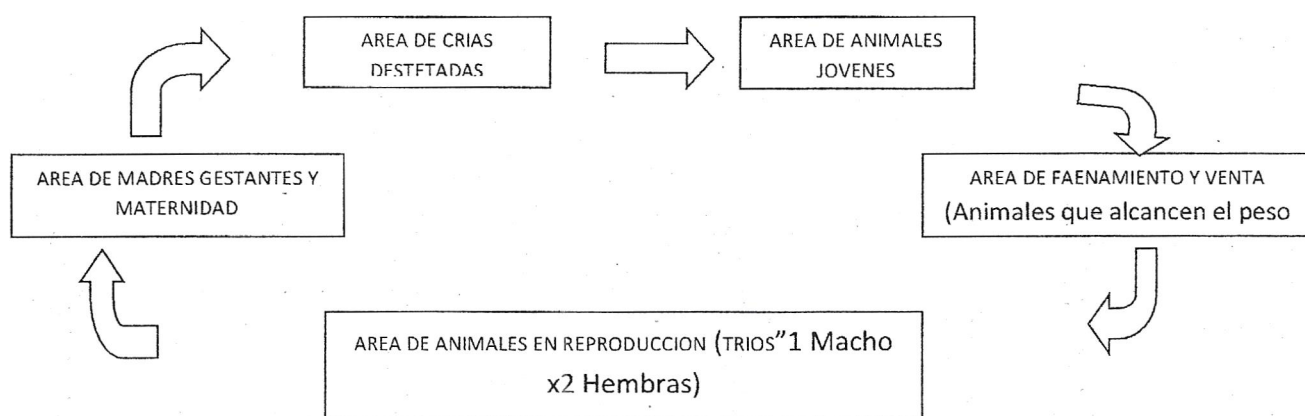 AREA DE CRIAS
DESTETADAS
AREA DE ANIMALES
JOVENES
AREA DE MADRES GESTANTES Y
MATERNIDAD
AREA DE FAENAMIENTO Y VENTA
(Animales que alcancen el peso
AREA DE ANIMALES EN REPRODUCCION (TRIOS”1 Macho
x2 Hembras)